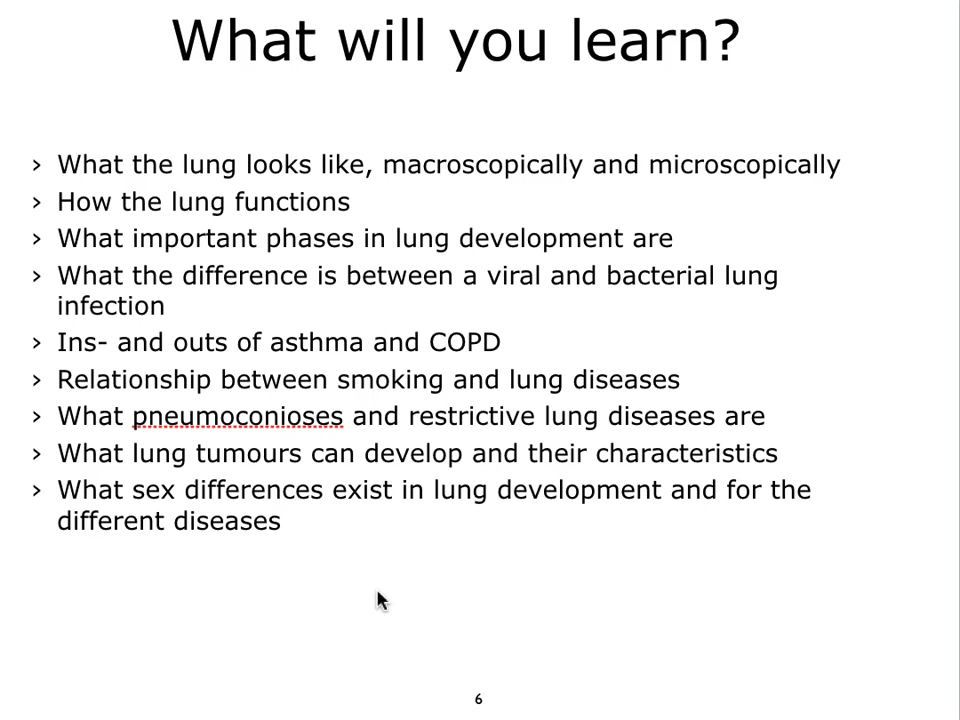 What will you learn?
› What the lung looks like, macroscopically and microscopically
› How the lung functions
› What important phases in lung development are
› What the difference is between a viral and bacterial lung
infection
› Ins- and outs of asthma and COPD
› Relationship between smoking and lung diseases
› What pneumoconioses and restrictive lung diseases are
› What lung tumours can develop and their characteristics
› What sex differences exist in lung development and for the
different diseases
6